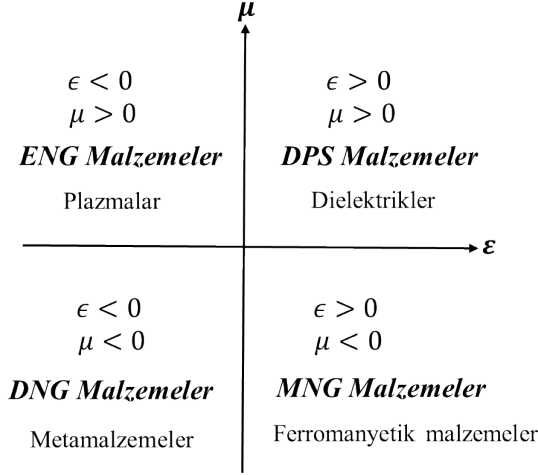 μ
ϵ < 0
μ > 0
ENG Malzemeler
Plazmalar
ϵ > 0
μ > 0
DPS Malzemeler
Dielektrikler
ε
ϵ < 0
μ < 0
DNG Malzemeler
Metamalzemeler
ϵ > 0
μ < 0
MNG Malzemeler
Ferromanyetik malzemeler